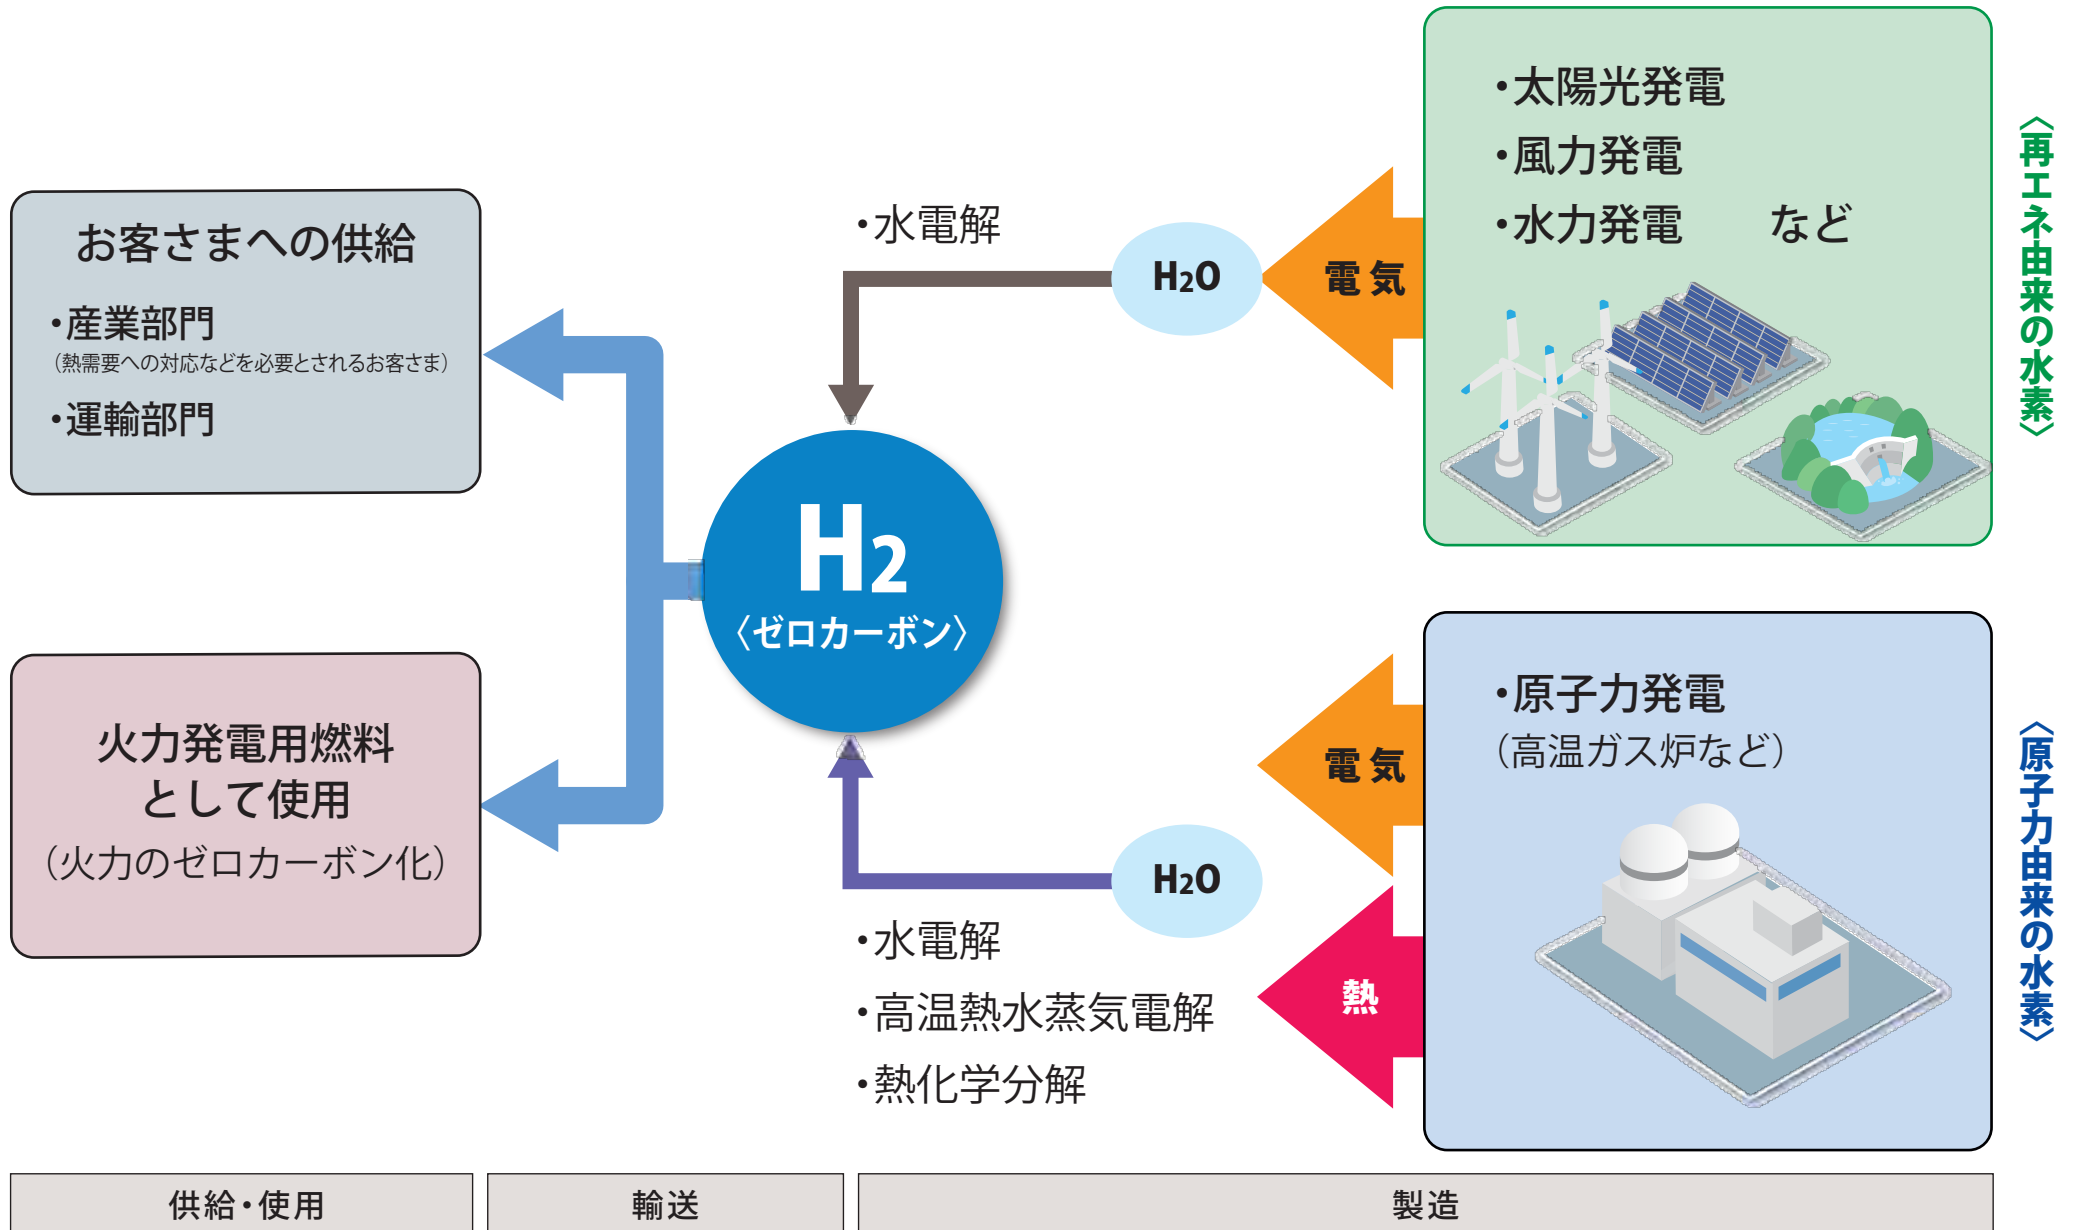 ・太陽光発電
・風力発電
・水力発電　など
〈再エネ由来の水素〉
電気
H₂O
・水電解
お客さまへの供給
・産業部門
（熱需要への対応などを必要とされるお客さま）
・運輸部門
H₂
〈ゼロカーボン〉
火力発電用燃料
として使用
（火力のゼロカーボン化）
・原子力発電
（高温ガス炉など）
〈原子力由来の水素〉
電気
熱
H₂O
・水電解
・高温熱水蒸気電解
・熱化学分解
供給・使用
輸送
製造